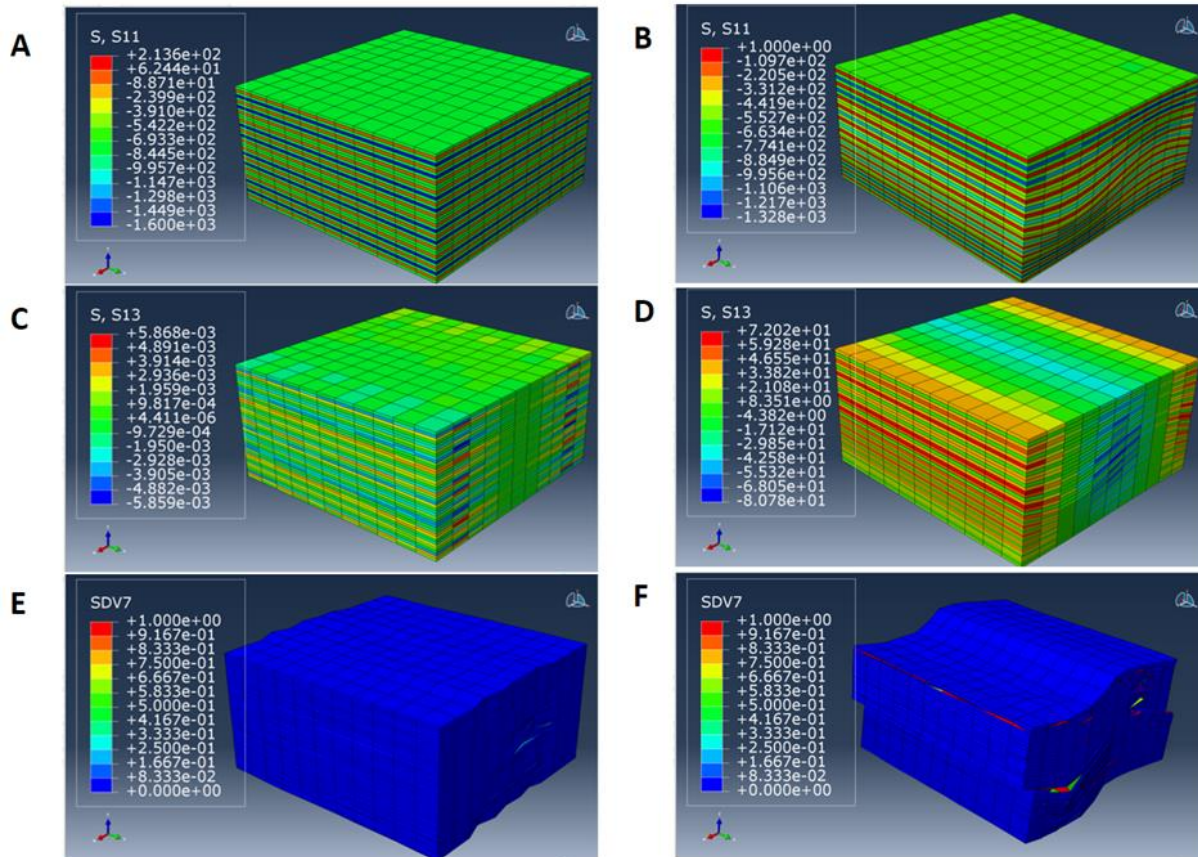 A
S, S11
+2.136e+02
+6.244e+01
-8.871e+01
-2.399e+02
-3.910e+02
-5.422e+02
-6.933e+02
-8.445e+02
-9.957e+02
-1.147e+03
-1.298e+03
-1.449e+03
-1.600e+03
B
S, S11
+1.000e+00
-1.097e+02
-2.205e+02
-3.312e+02
-4.419e+02
-5.527e+02
-6.634e+02
-7.741e+02
-8.849e+02
-9.956e+02
-1.106e+03
-1.217e+03
-1.328e+03
C
S, S13
+5.868e-03
+4.891e-03
+3.914e-03
+2.936e-03
+1.959e-03
+9.817e-04
+4.411e-06
-9.729e-04
-1.950e-03
-2.928e-03
-3.905e-03
-4.882e-03
-5.859e-03
D
S, S13
+7.202e+01
+5.928e+01
+4.655e+01
+3.382e+01
+2.108e+01
+8.351e+00
-4.382e+00
-1.712e+01
-2.985e+01
-4.258e+01
-5.532e+01
-6.805e+01
-8.078e+01
E
SDV7
+1.000e+00
+9.167e-01
+8.333e-01
+7.500e-01
+6.667e-01
+5.833e-01
+5.000e-01
+4.167e-01
+3.333e-01
+2.500e-01
+1.667e-01
+8.333e-02
+0.000e+00
F
SDV7
+1.000e+00
+9.167e-01
+8.333e-01
+7.500e-01
+6.667e-01
+5.833e-01
+5.000e-01
+4.167e-01
+3.333e-01
+2.500e-01
+1.667e-01
+8.333e-02
+0.000e+00